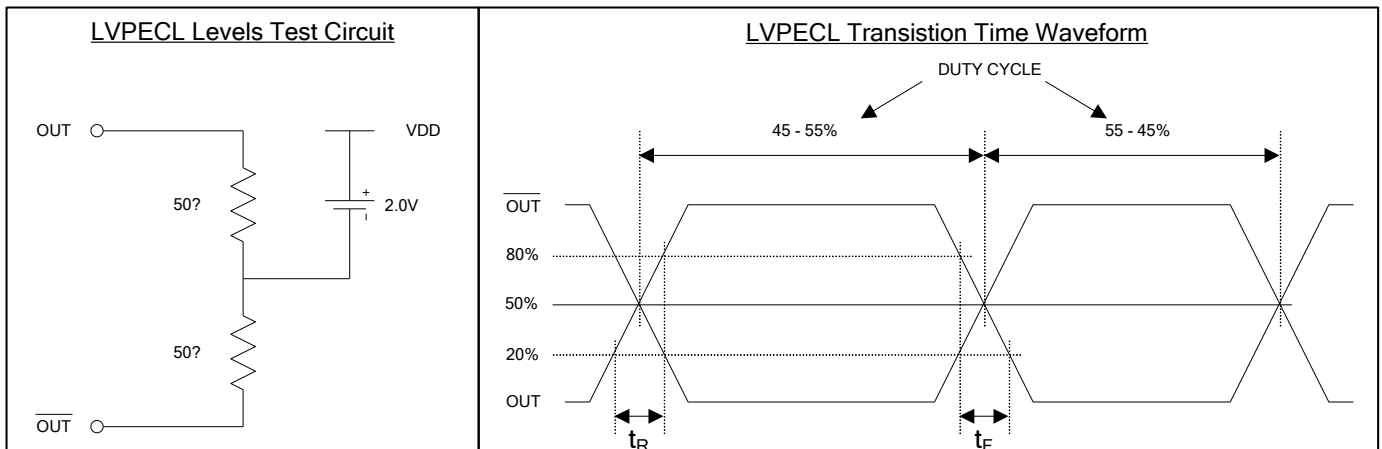 LVPECL Levels Test Circuit
OUT
VDD
50?
+
2.0V
-
50?
OUT
LVPECL Transistion Time Waveform
DUTY CYCLE
45 - 55%
55 - 45%
OUT
80%
50%
20%
OUT
tR
tF